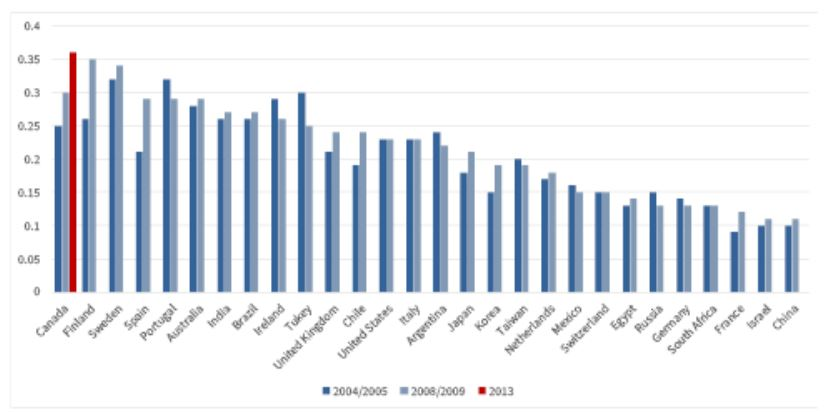 0.4
0.35
0.3
0.25
0.2
0.15
0.1
0.05
0
Canada
Finland
Sweden
Spain
Portugal
Australia
India
Brazil
Ireland
Tukey
United Kingdom
Chile
United States
Italy
Argentina
Japan
Korea
Taiwan
Netherlands
Mexico
Switzerland
Egypt
Russia
Germany
South Africa
France
Israel
China
2004/2005 2008/2009 2013